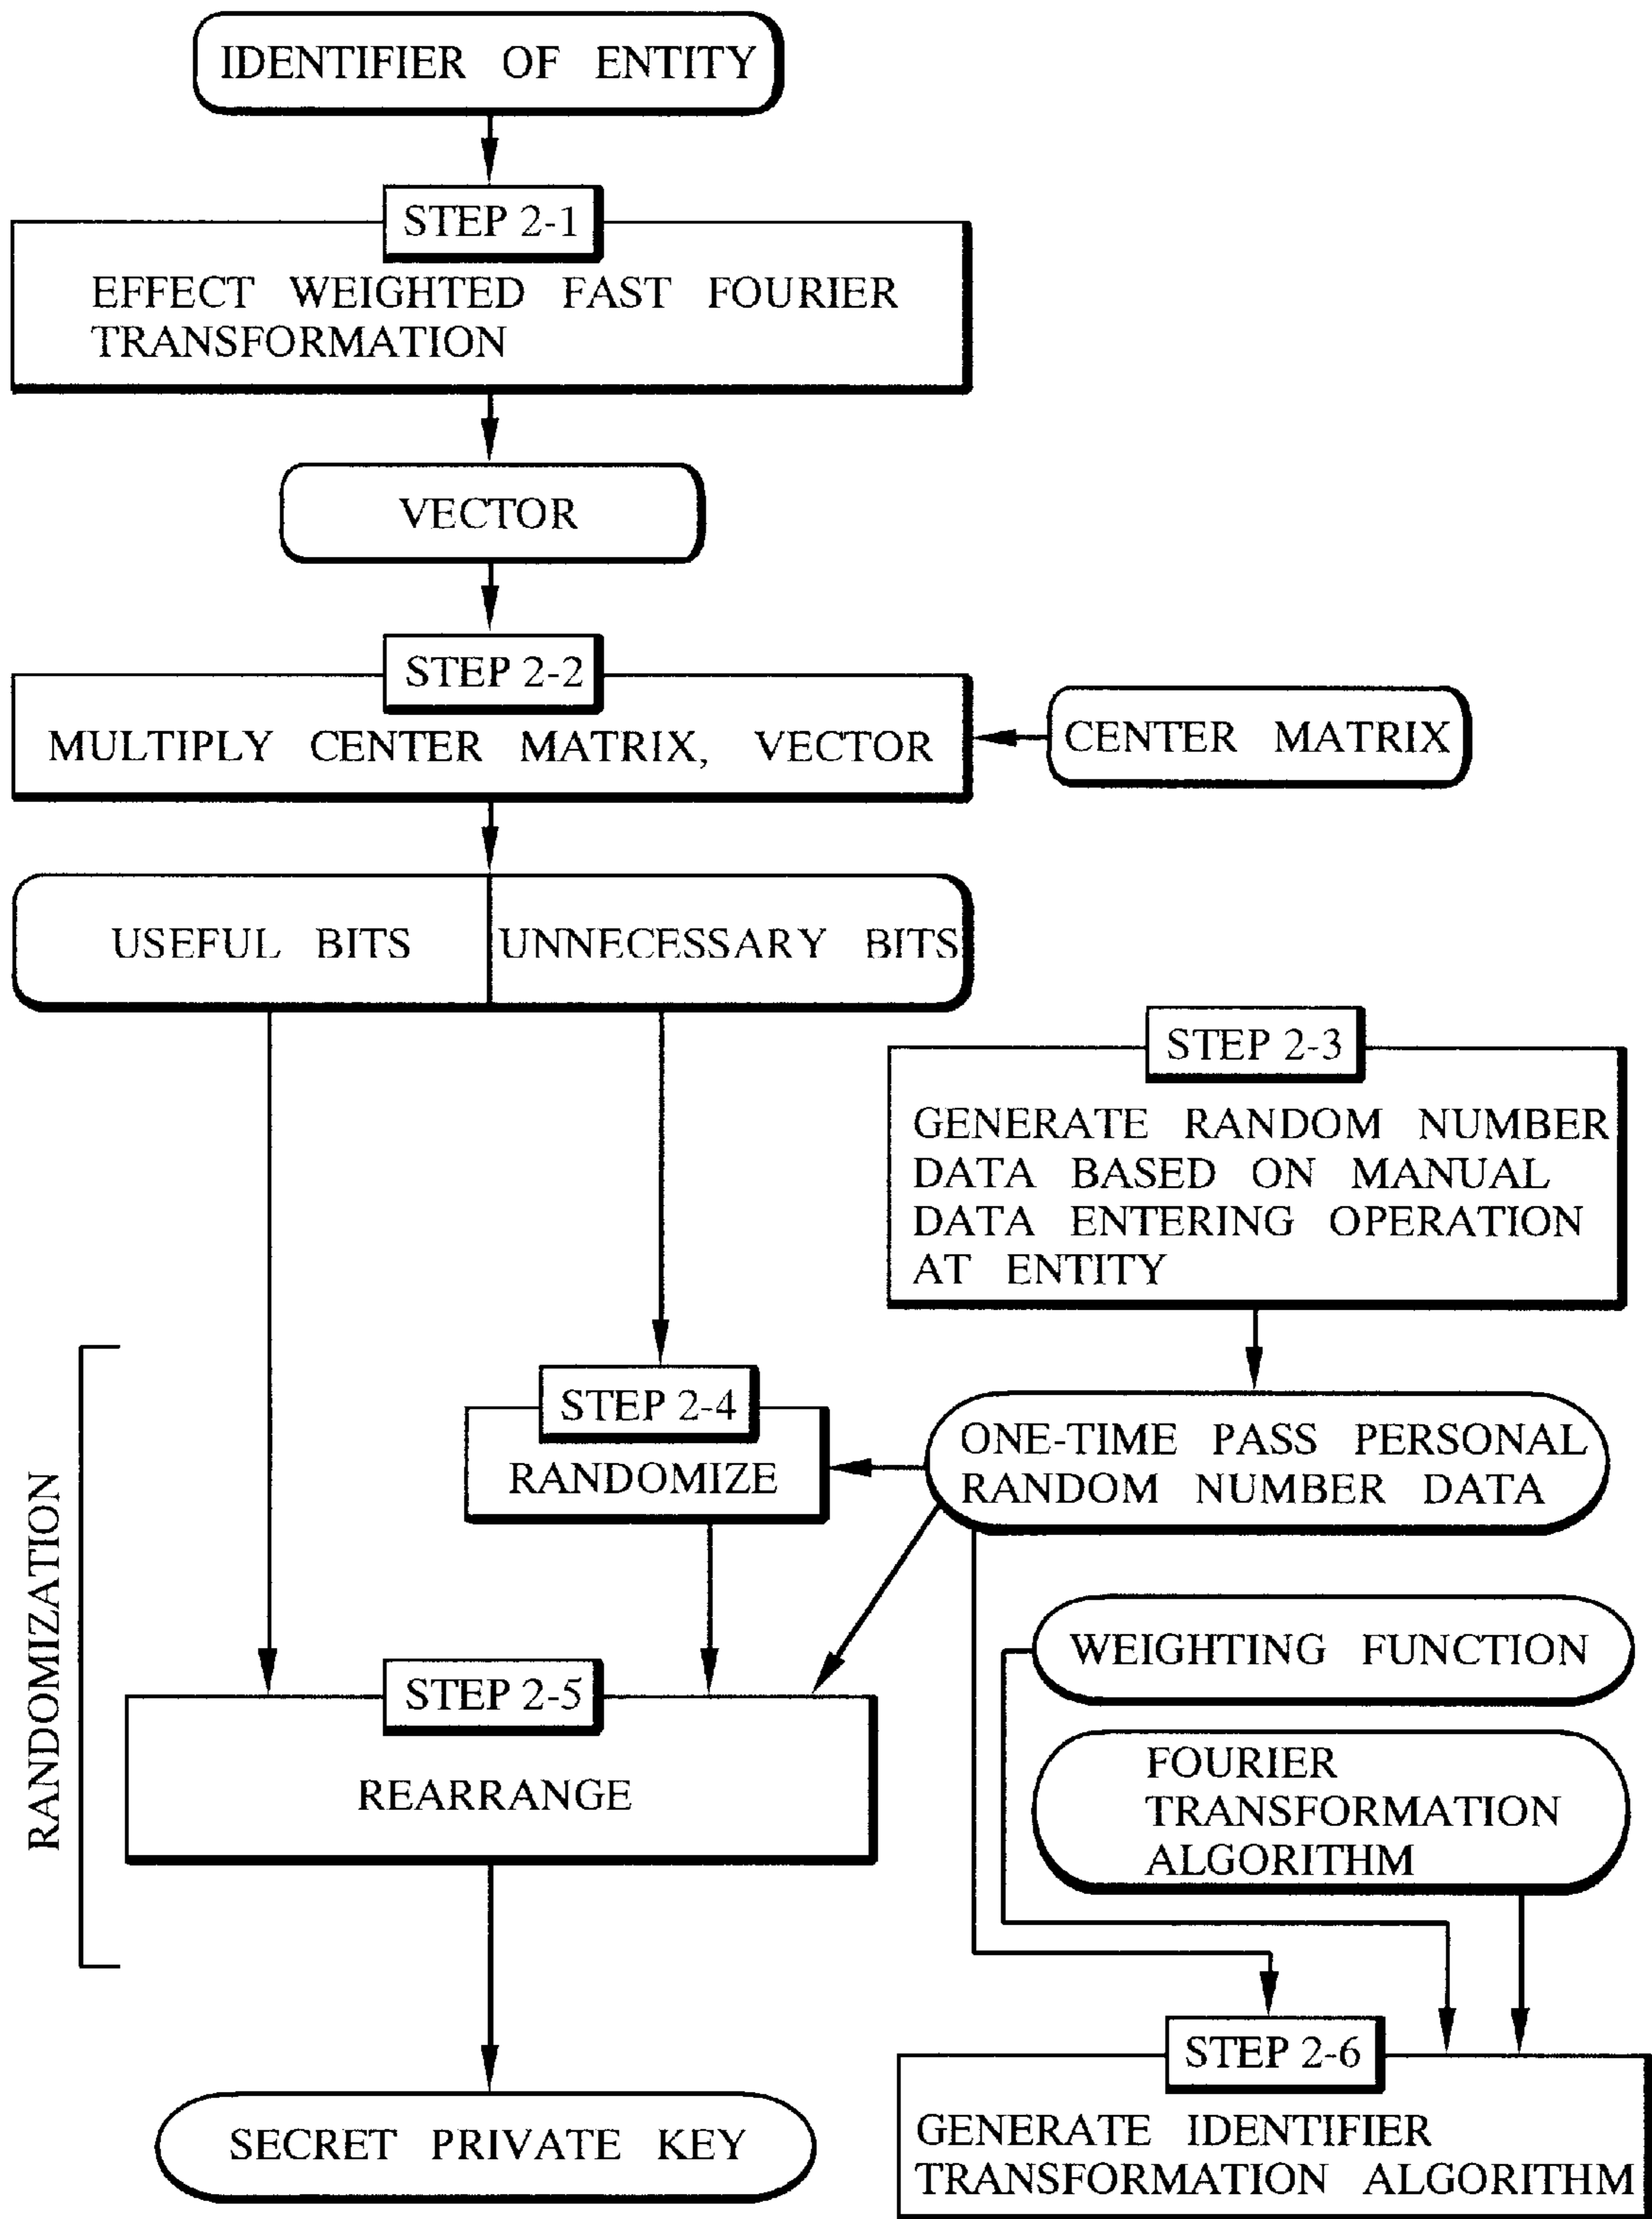 IDENTIFIER OF ENTITY
STEP 2-1
EFFECT WEIGHTED FAST FOURIER
TRANSFORMATION
VECTOR
STEP 2-2
MULTIPLY CENTER MATRIX, VECTOR
CENTER MATRIX
USEFUL BITS
UNNECESSARY BITS
STEP 2-3
GENERATE RANDOM NUMBER
DATA BASED ON MANUAL
DATA ENTERING OPERATION
AT ENTITY
RANDOMIZATION
STEP 2-4
RANDOMIZE
ONE-TIME PASS PERSONAL
RANDOM NUMBER DATA
WEIGHTING FUNCTION
STEP 2-5
REARRANGE
FOURIER
TRANSFORMATION
ALGORITHM
STEP 2-6
GENERATE IDENTIFIER
TRANSFORMATION ALGORITHM
SECRET PRIVATE KEY